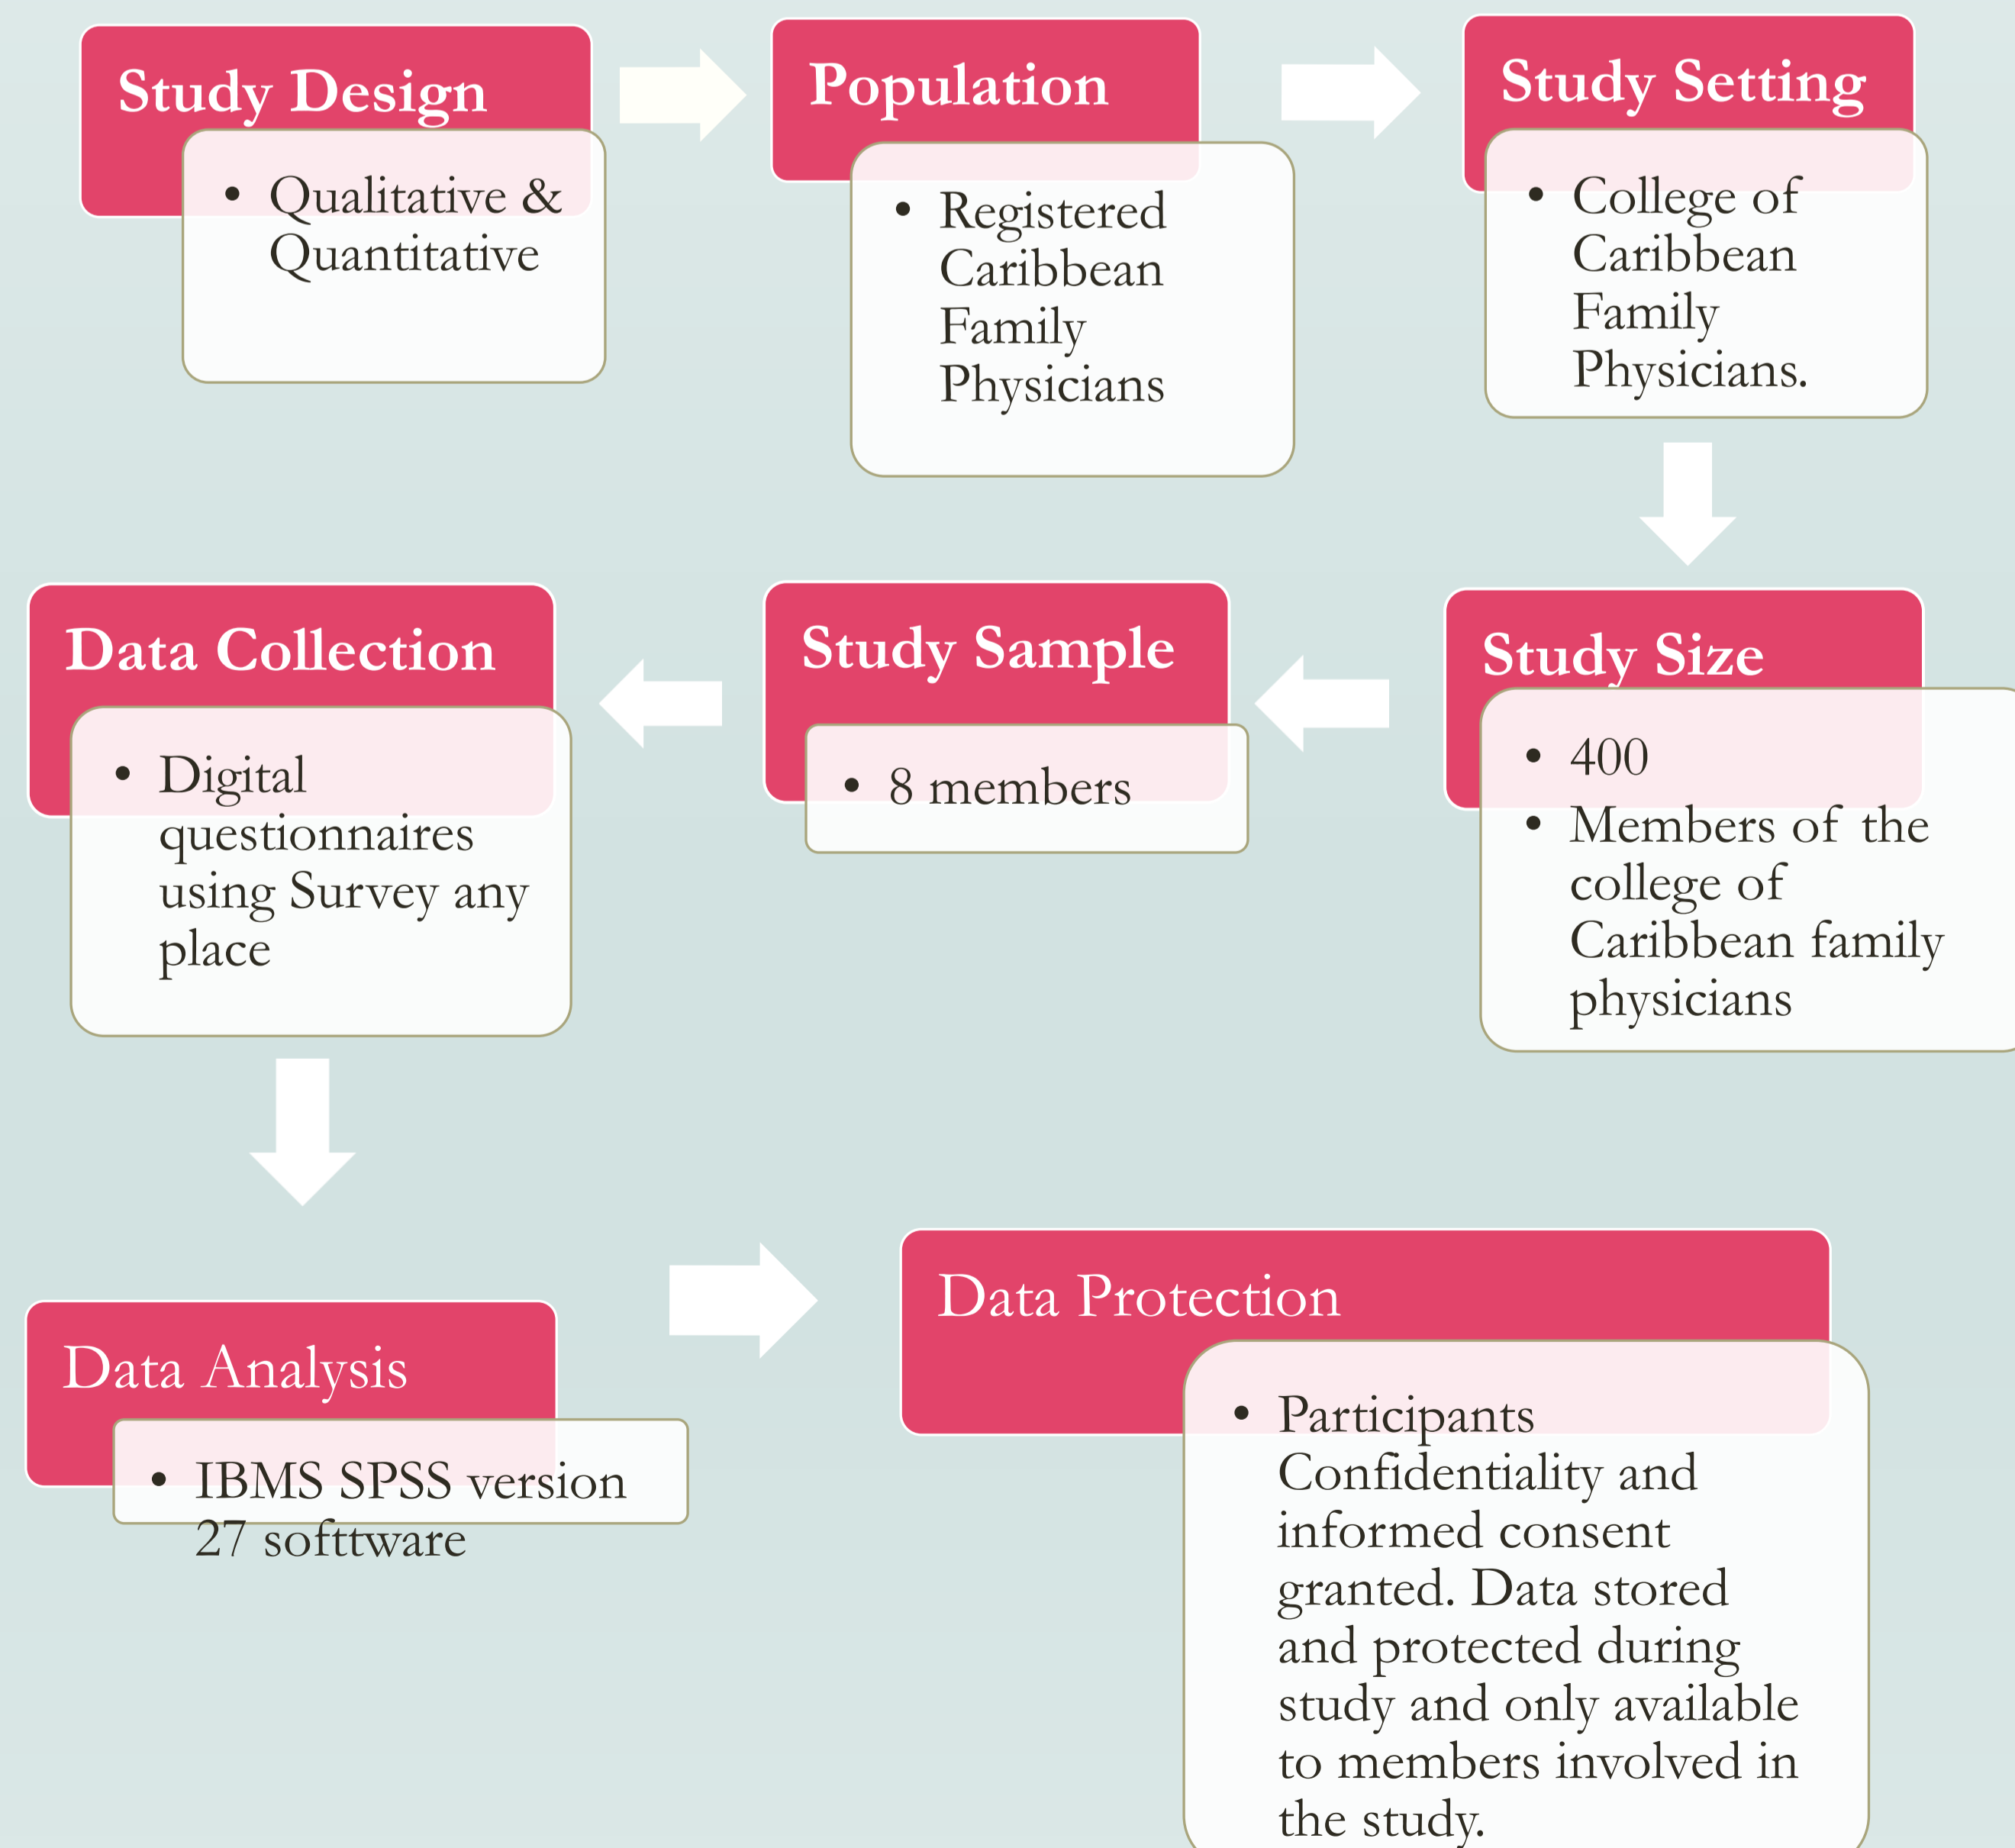 Study Design
• Qualitative &
Quantitative
Population
• Registered
Caribbean
Family
Physicians
Study Setting
• College of
Caribbean
Family
Physicians.
Study Size
• 400
• Members of the
college of
Caribbean family
physicians
Study Sample
• 8 members
Data Collection
• Digital
questionnaires
using Survey any
place
Data Analysis
• IBMS SPSS version
27 software
Data Protection
• Participants
Confidentiality and
informed consent
granted. Data stored
and protected during
study and only available
to members involved in
the study.